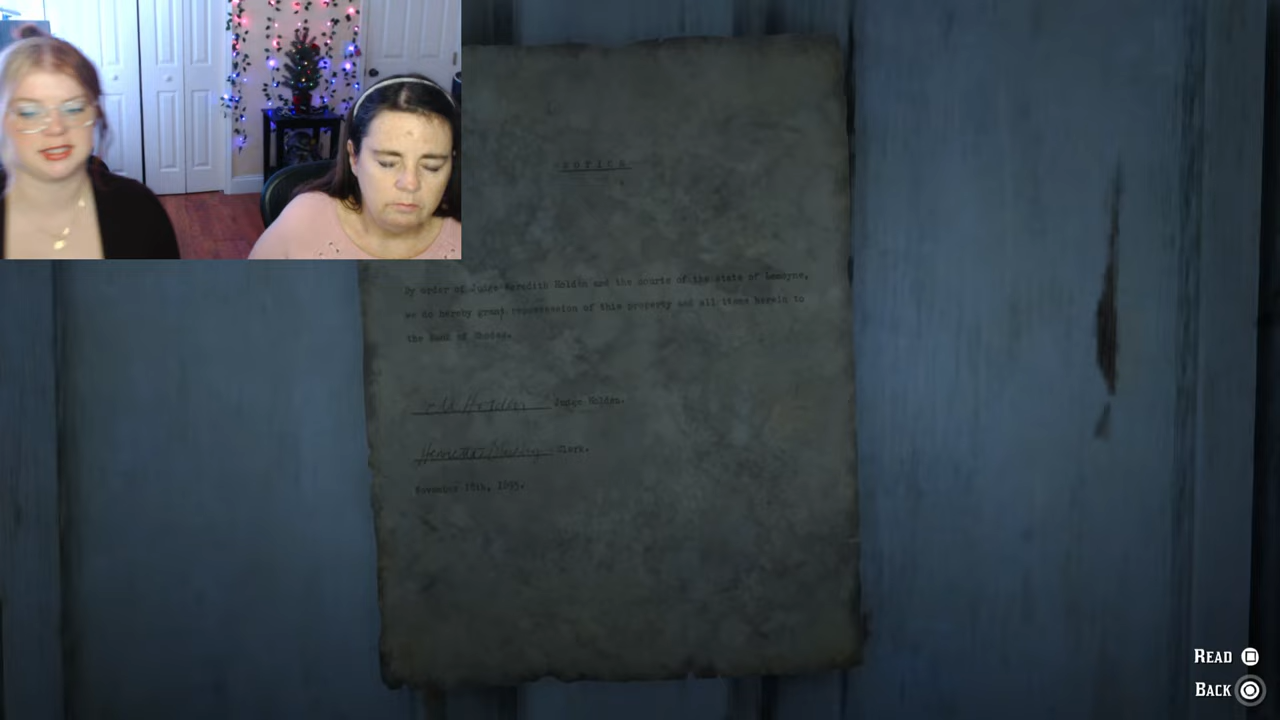 NOTICE
By order of Judge Meredith Holden and the courts of the state of Lemoyne,
we do hereby grant repossession of this property and all items herein to
the Bank of Rhodes.
Judge Holden.
Clerk.
November 18th, 1895.
READ
BACK